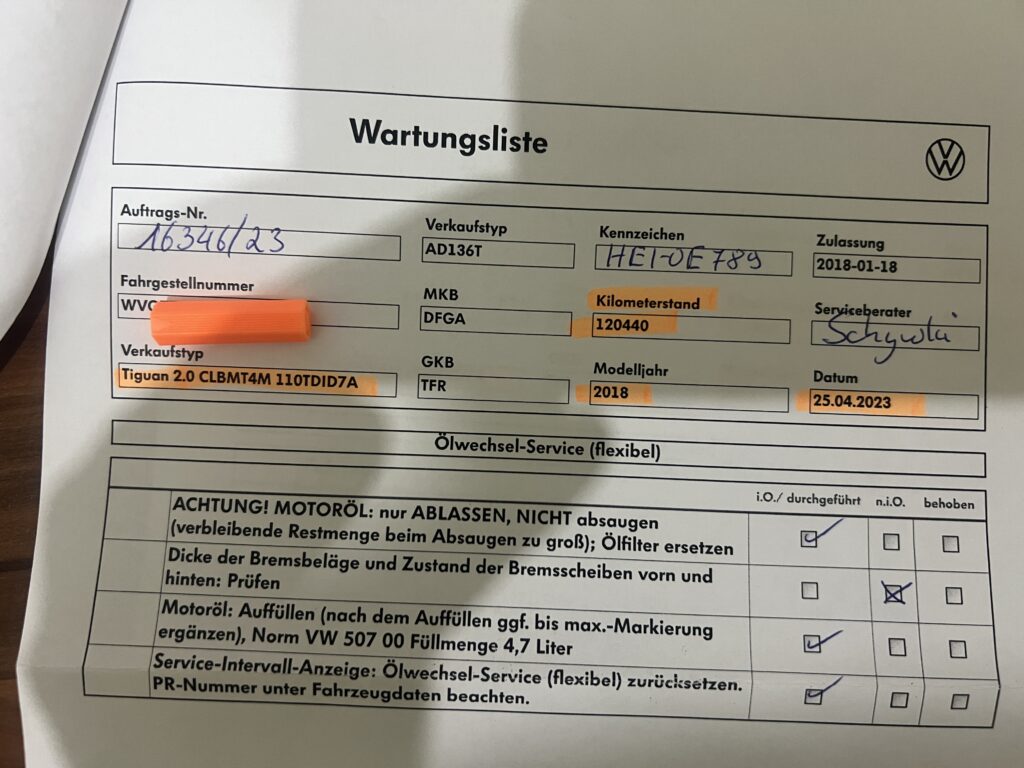 Wartungsliste
Auftrags-Nr.
16346/23
Verkaufstyp
AD136T
Kennzeichen
HEI-OE789
Zulassung
2018-01-18
Fahrgestellnummer
MKB
DFGA
Kilometerstand
120440
Serviceberater
Verkaufstyp
Tiguan 2.0 CLBMT4M 110TDID7A
GKB
TFR
Modelljahr
2018
Datum
25.04.2023
Ölwechsel-Service (flexibel)
i.O./ durchgeführt n.i.O. behoben
ACHTUNG! MOTORÖL: nur ABLASSEN, NICHT absaugen
(verbleibende Restmenge beim Absaugen zu groß); Ölfilter ersetzen
Dicke der Bremsbeläge und Zustand der Bremsscheiben vorn und
hinten: Prüfen
Motoröl: Auffüllen (nach dem Auffüllen ggf. bis max.-Markierung
ergänzen), Norm VW 507 00 Füllmenge 4,7 Liter
Service-Intervall-Anzeige: Ölwechsel-Service (flexibel) zurücksetzen.
PR-Nummer unter Fahrzeugdaten beachten.